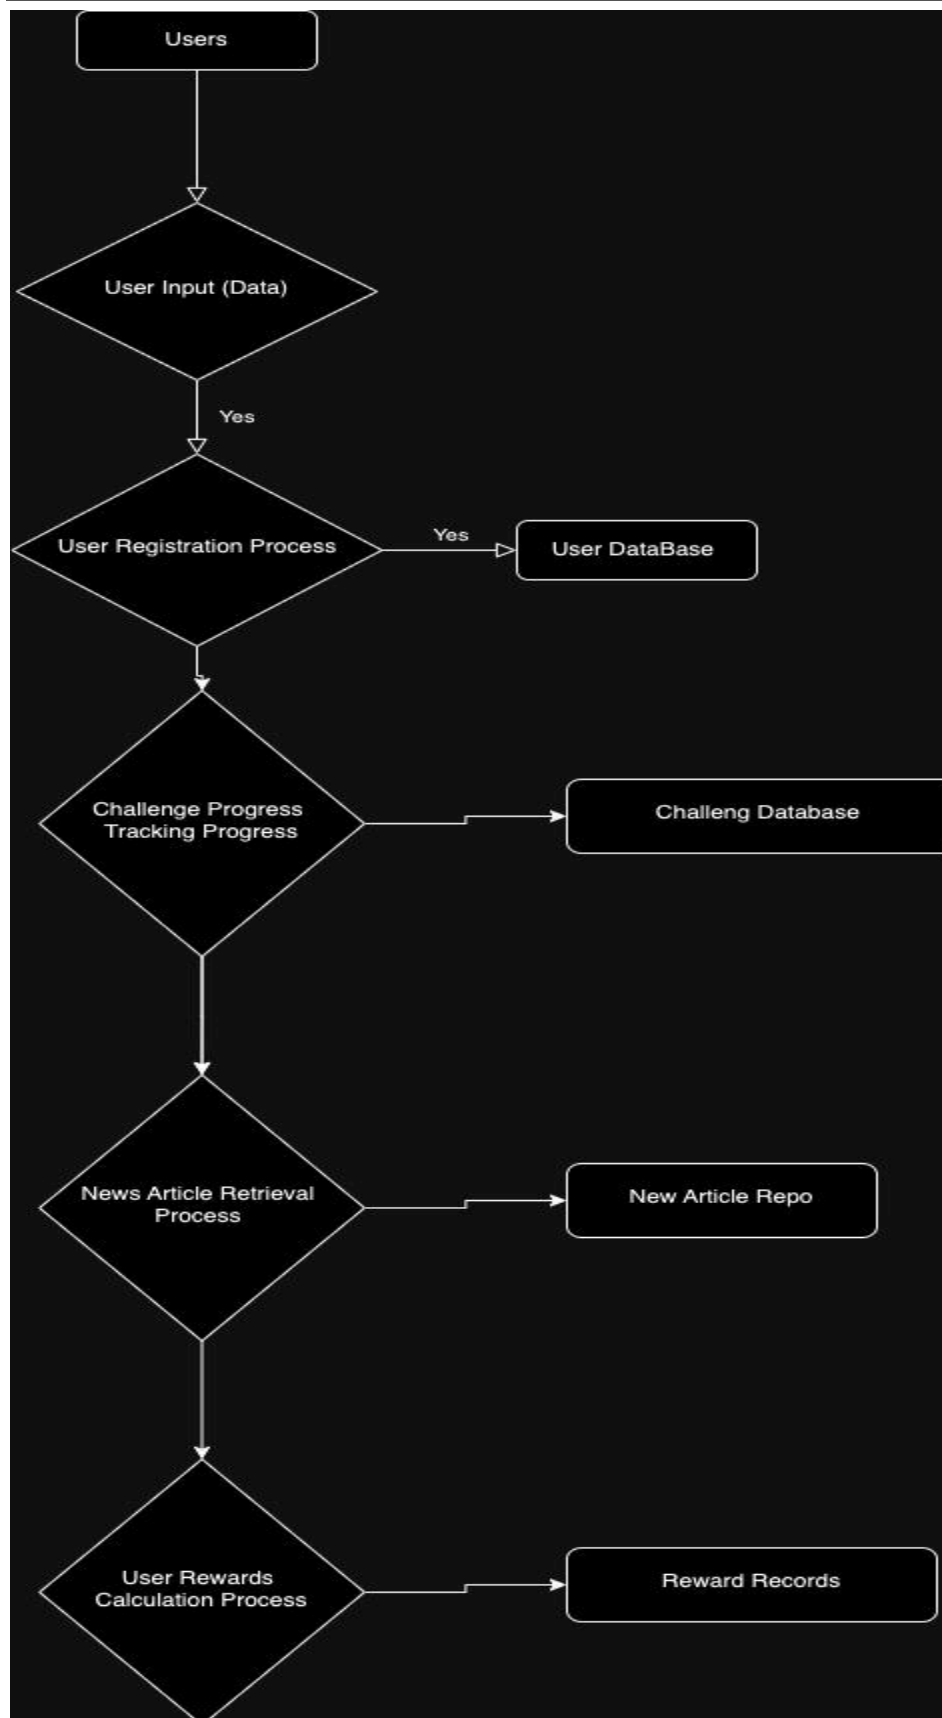 Users
User Input (Data)
Yes
User Registration Process
Yes
User DataBase
Challenge Progress
Tracking Progress
Challeng Database
News Article Retrieval
Process
New Article Repo
User Rewards
Calculation Process
Reward Records